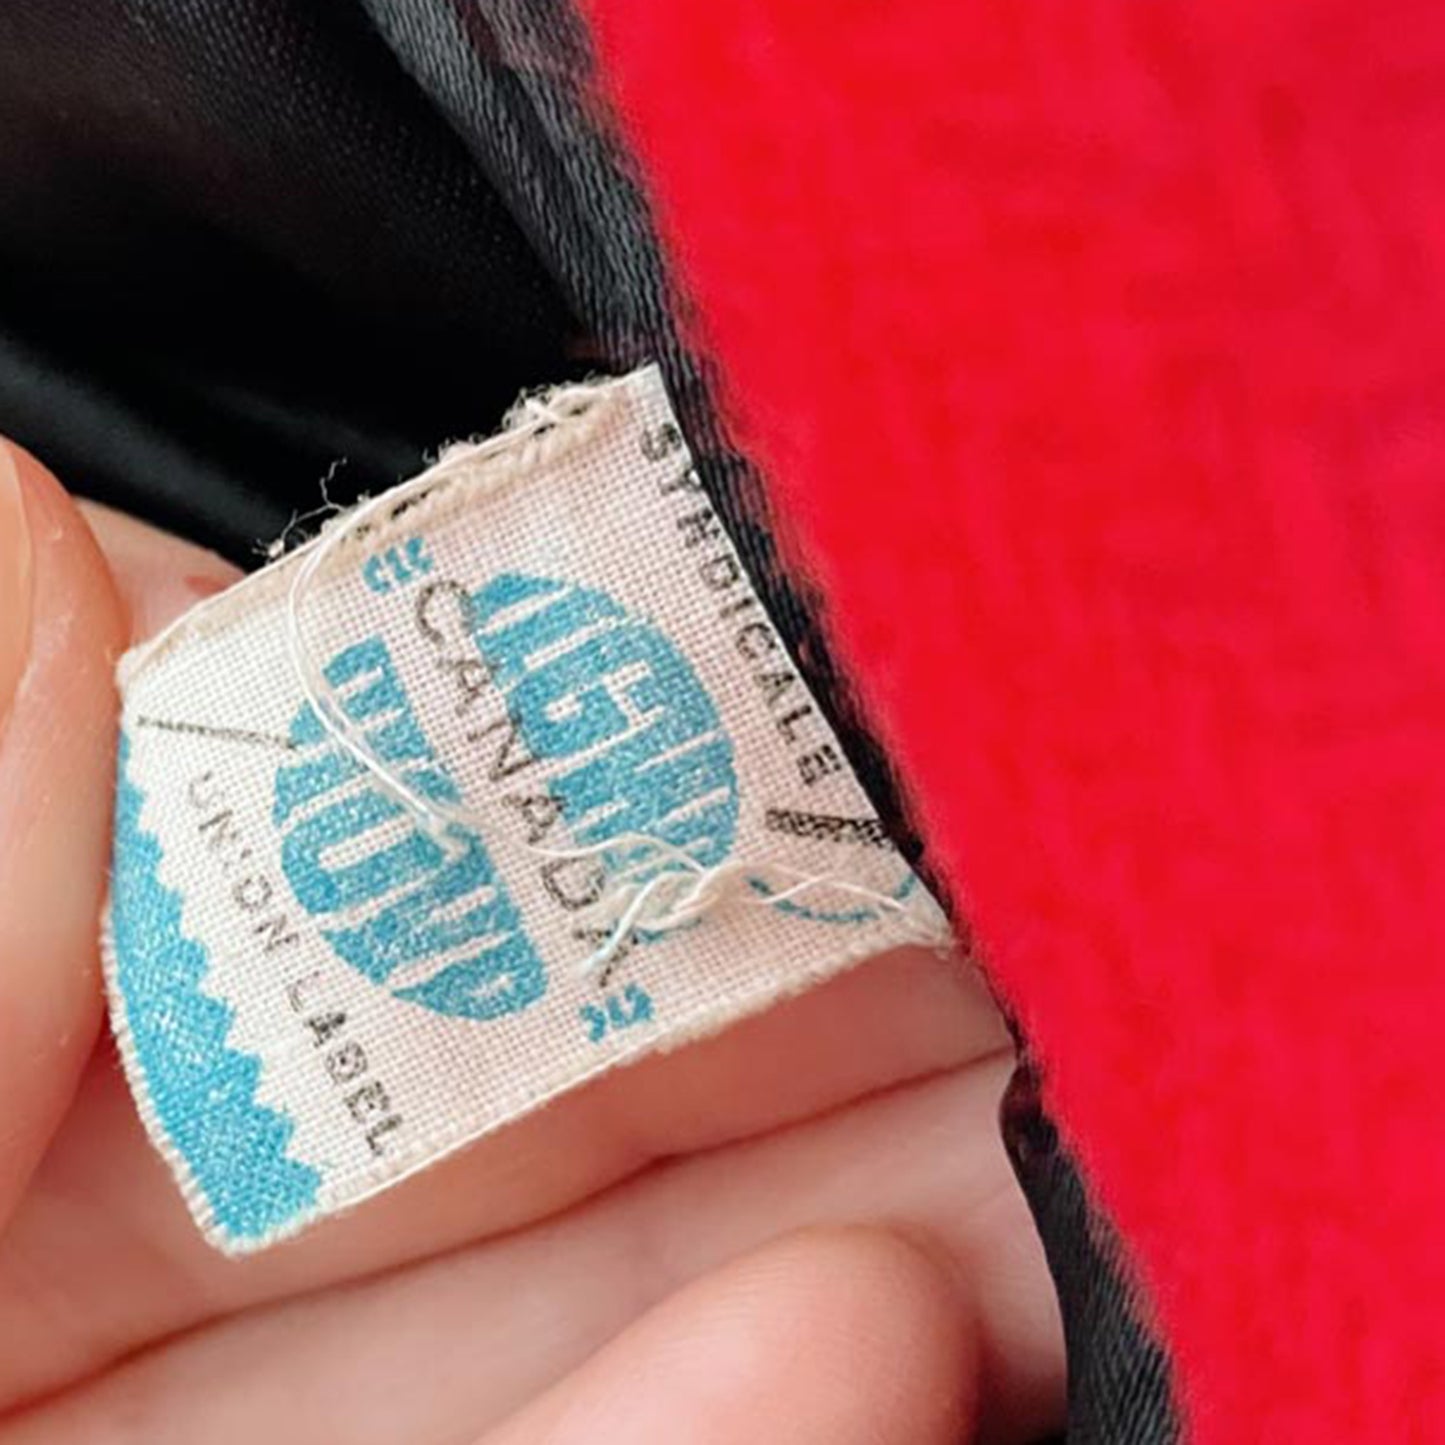 SYNDICALE
ILGWU
"CANADA"
UNION LABEL